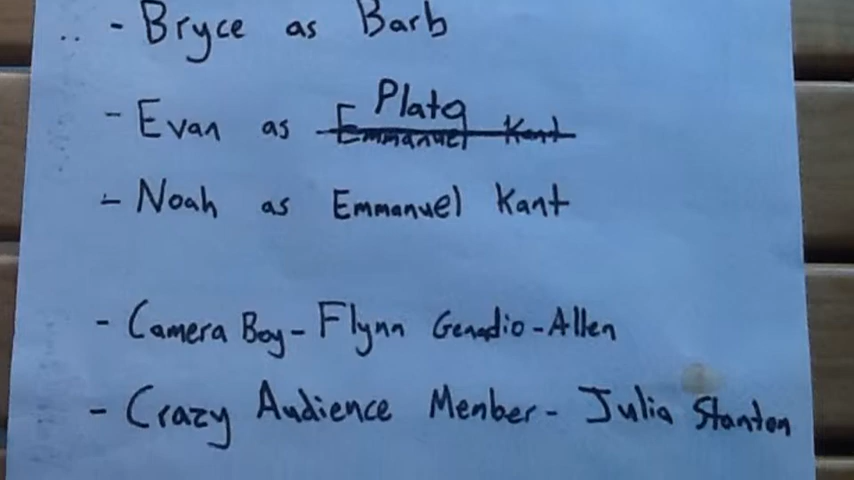 - Bryce as Barb
- Evan as Emmanuel Kant Plato
- Noah as Emmanuel Kant
- Camera Boy - Flynn Genadio-Allen
- Crazy Audience Member - Julia Stanton